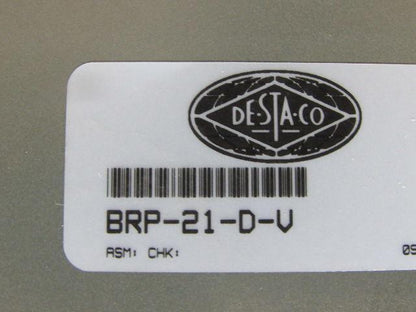 DE-STA-CO
BRP-21-D-V
ASM: CHK: